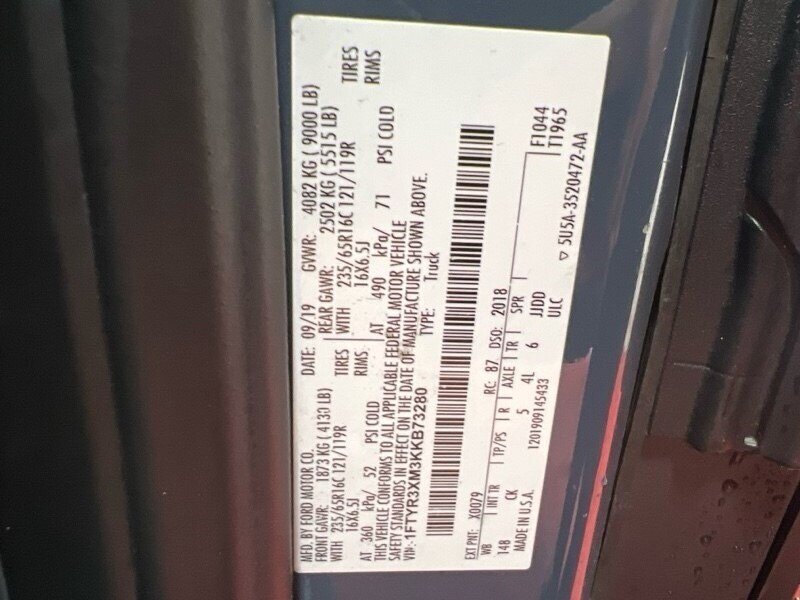 MFD. BY FORD MOTOR CO.
DATE: 09/19 GVWR: 4082 KG ( 9000 LB)
FRONT GAWR: 1873 KG ( 4130 LB)
REAR GAWR: 2502 KG ( 5515 LB)
WITH 235/65R16C 121/119R TIRES
WITH 235/65R16C 121/119R TIRES
16X6.5J RIMS
16X6.5J RIMS
AT 360 kPa/ 52 PSI COLD
AT 490 kPa/ 71 PSI COLD
THIS VEHICLE CONFORMS TO ALL APPLICABLE FEDERAL MOTOR VEHICLE
SAFETY STANDARDS IN EFFECT ON THE DATE OF MANUFACTURE SHOWN ABOVE.
VIN: 1FTYR3XM3KKB73280 TYPE: Truck
EXT PNT: X0079 RC: 87 DSO: 2018
WB INT TR TP/PS R AXLE TR SPR
148 CK 5 4L 6 JJDD
MADE IN U.S.A. 1201909145433 ULC
F1044
T1965
▽ 5U5A-3520472-AA